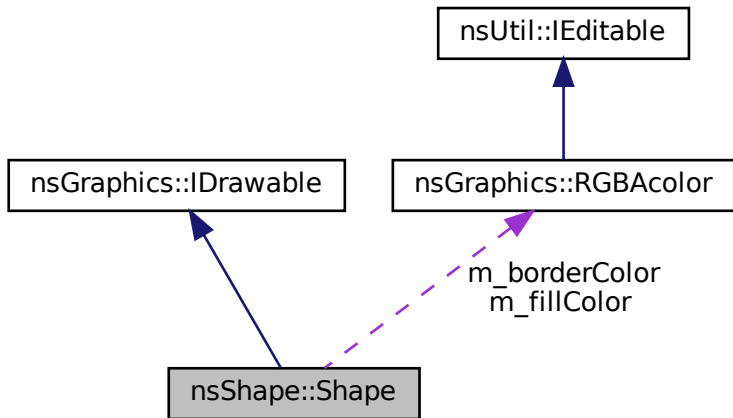 nsUtil::IEditable
nsGraphics::IDrawable
nsGraphics::RGBAcolor
m_borderColor
m_fillColor
nsShape::Shape